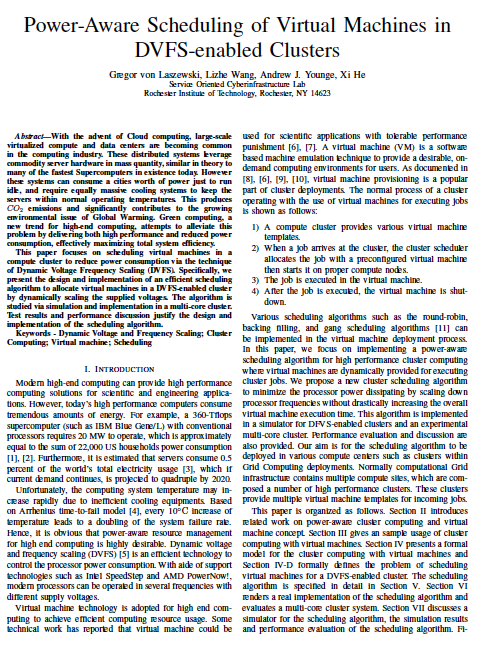 Power-Aware Scheduling of Virtual Machines in
DVFS-enabled Clusters
Gregor von Laszewski, Lizhe Wang, Andrew J. Younge, Xi He
Service Oriented Cyberinfrastructure Lab
Rochester Institute of Technology, Rochester, NY 14623
Abstract—With the advent of Cloud computing, large-scale
virtualized compute and data centers are becoming common
in the computing industry. These distributed systems leverage
commodity server hardware in mass quantity, similar in theory to
many of the fastest Supercomputers in existence today. However
these systems can consume a cities worth of power just to run
idle, and require equally massive cooling systems to keep the
servers within normal operating temperatures. This produces
CO2 emissions and significantly contributes to the growing
environmental issue of Global Warming. Green computing, a
new trend for high-end computing, attempts to alleviate this
problem by delivering both high performance and reduced power
consumption, effectively maximizing total system efficiency.
This paper focuses on scheduling virtual machines in a
compute cluster to reduce power consumption via the technique
of Dynamic Voltage Frequency Scaling (DVFS). Specifically, we
present the design and implementation of an efficient scheduling
algorithm to allocate virtual machines in a DVFS-enabled cluster
by dynamically scaling the supplied voltages. The algorithm is
studied via simulation and implementation in a multi-core cluster.
Test results and performance discussion justify the design and
implementation of the scheduling algorithm.
Keywords - Dynamic Voltage and Frequency Scaling; Cluster
Computing; Virtual machine; Scheduling
I. INTRODUCTION
Modern high-end computing can provide high performance
computing solutions for scientific and engineering applica-
tions. However, today's high performance computers consume
tremendous amounts of energy. For example, a 360-Tflops
supercomputer (such as IBM Blue Gene/L) with conventional
processors requires 20 MW to operate, which is approximately
equal to the sum of 22,000 US households power consumption
[1], [2]. Furthermore, it is estimated that servers consume 0.5
percent of the world's total electricity usage [3], which if
current demand continues, is projected to quadruple by 2020.
Unfortunately, the computing system temperature may in-
crease rapidly due to inefficient cooling equipments. Based
on Arrhenius time-to-fail model [4], every 10°C increase of
temperature leads to a doubling of the system failure rate.
Hence, it is obvious that power-aware resource management
for high end computing is highly desirable. Dynamic voltage
and frequency scaling (DVFS) [5] is an efficient technology to
control the processor power consumption. With aide of support
technologies such as Intel SpeedStep and AMD PowerNow!,
modern processors can be operated in several frequencies with
different supply voltages.
Virtual machine technology is adopted for high end com-
puting to achieve efficient computing resource usage. Some
technical work has reported that virtual machine could be
used for scientific applications with tolerable performance
punishment [6], [7]. A virtual machine (VM) is a software
based machine emulation technique to provide a desirable, on-
demand computing environments for users. As documented in
[8], [6], [9], [10], virtual machine provisioning is a popular
part of cluster deployments. The normal process of a cluster
operating with the use of virtual machines for executing jobs
is shown as follows:
1) A compute cluster provides various virtual machine
templates.
2) When a job arrives at the cluster, the cluster scheduler
allocates the job with a preconfigured virtual machine
then starts it on proper compute nodes.
3) The job is executed in the virtual machine.
4) After the job is executed, the virtual machine is shut-
down.
Various scheduling algorithms such as the round-robin,
backing filling, and gang scheduling algorithms [11] can
be implemented in the virtual machine deployment process.
In this paper, we focus on implementing a power-aware
scheduling algorithm for high performance cluster computing
where virtual machines are dynamically provided for executing
cluster jobs. We propose a new cluster scheduling algorithm
to minimize the processor power dissipating by scaling down
processor frequencies without drastically increasing the overall
virtual machine execution time. This algorithm is implemented
in a simulator for DFVS-enabled clusters and an experimental
multi-core cluster. Performance evaluation and discussion are
also provided. Our aim is for the scheduling algorithm to be
deployed in various compute centers such as clusters within
Grid Computing deployments. Normally computational Grid
infrastructure contains multiple compute sites, which are com-
posed a number of high performance clusters. These clusters
provide multiple virtual machine templates for incoming jobs.
This paper is organized as follows. Section II introduces
related work on power-aware cluster computing and virtual
machine concept. Section III gives an sample usage of cluster
computing with virtual machines. Section IV presents a formal
model for the cluster computing with virtual machines and
Section IV-D formally defines the problem of scheduling
virtual machines for a DVFS-enabled cluster. The scheduling
algorithm is specified in detail in Section V. Section VI
renders a real implementation of the scheduling algorithm and
evaluates a multi-core cluster system. Section VII discusses a
simulator for the scheduling algorithm, the simulation results
and performance evaluation of the scheduling algorithm. Fi-